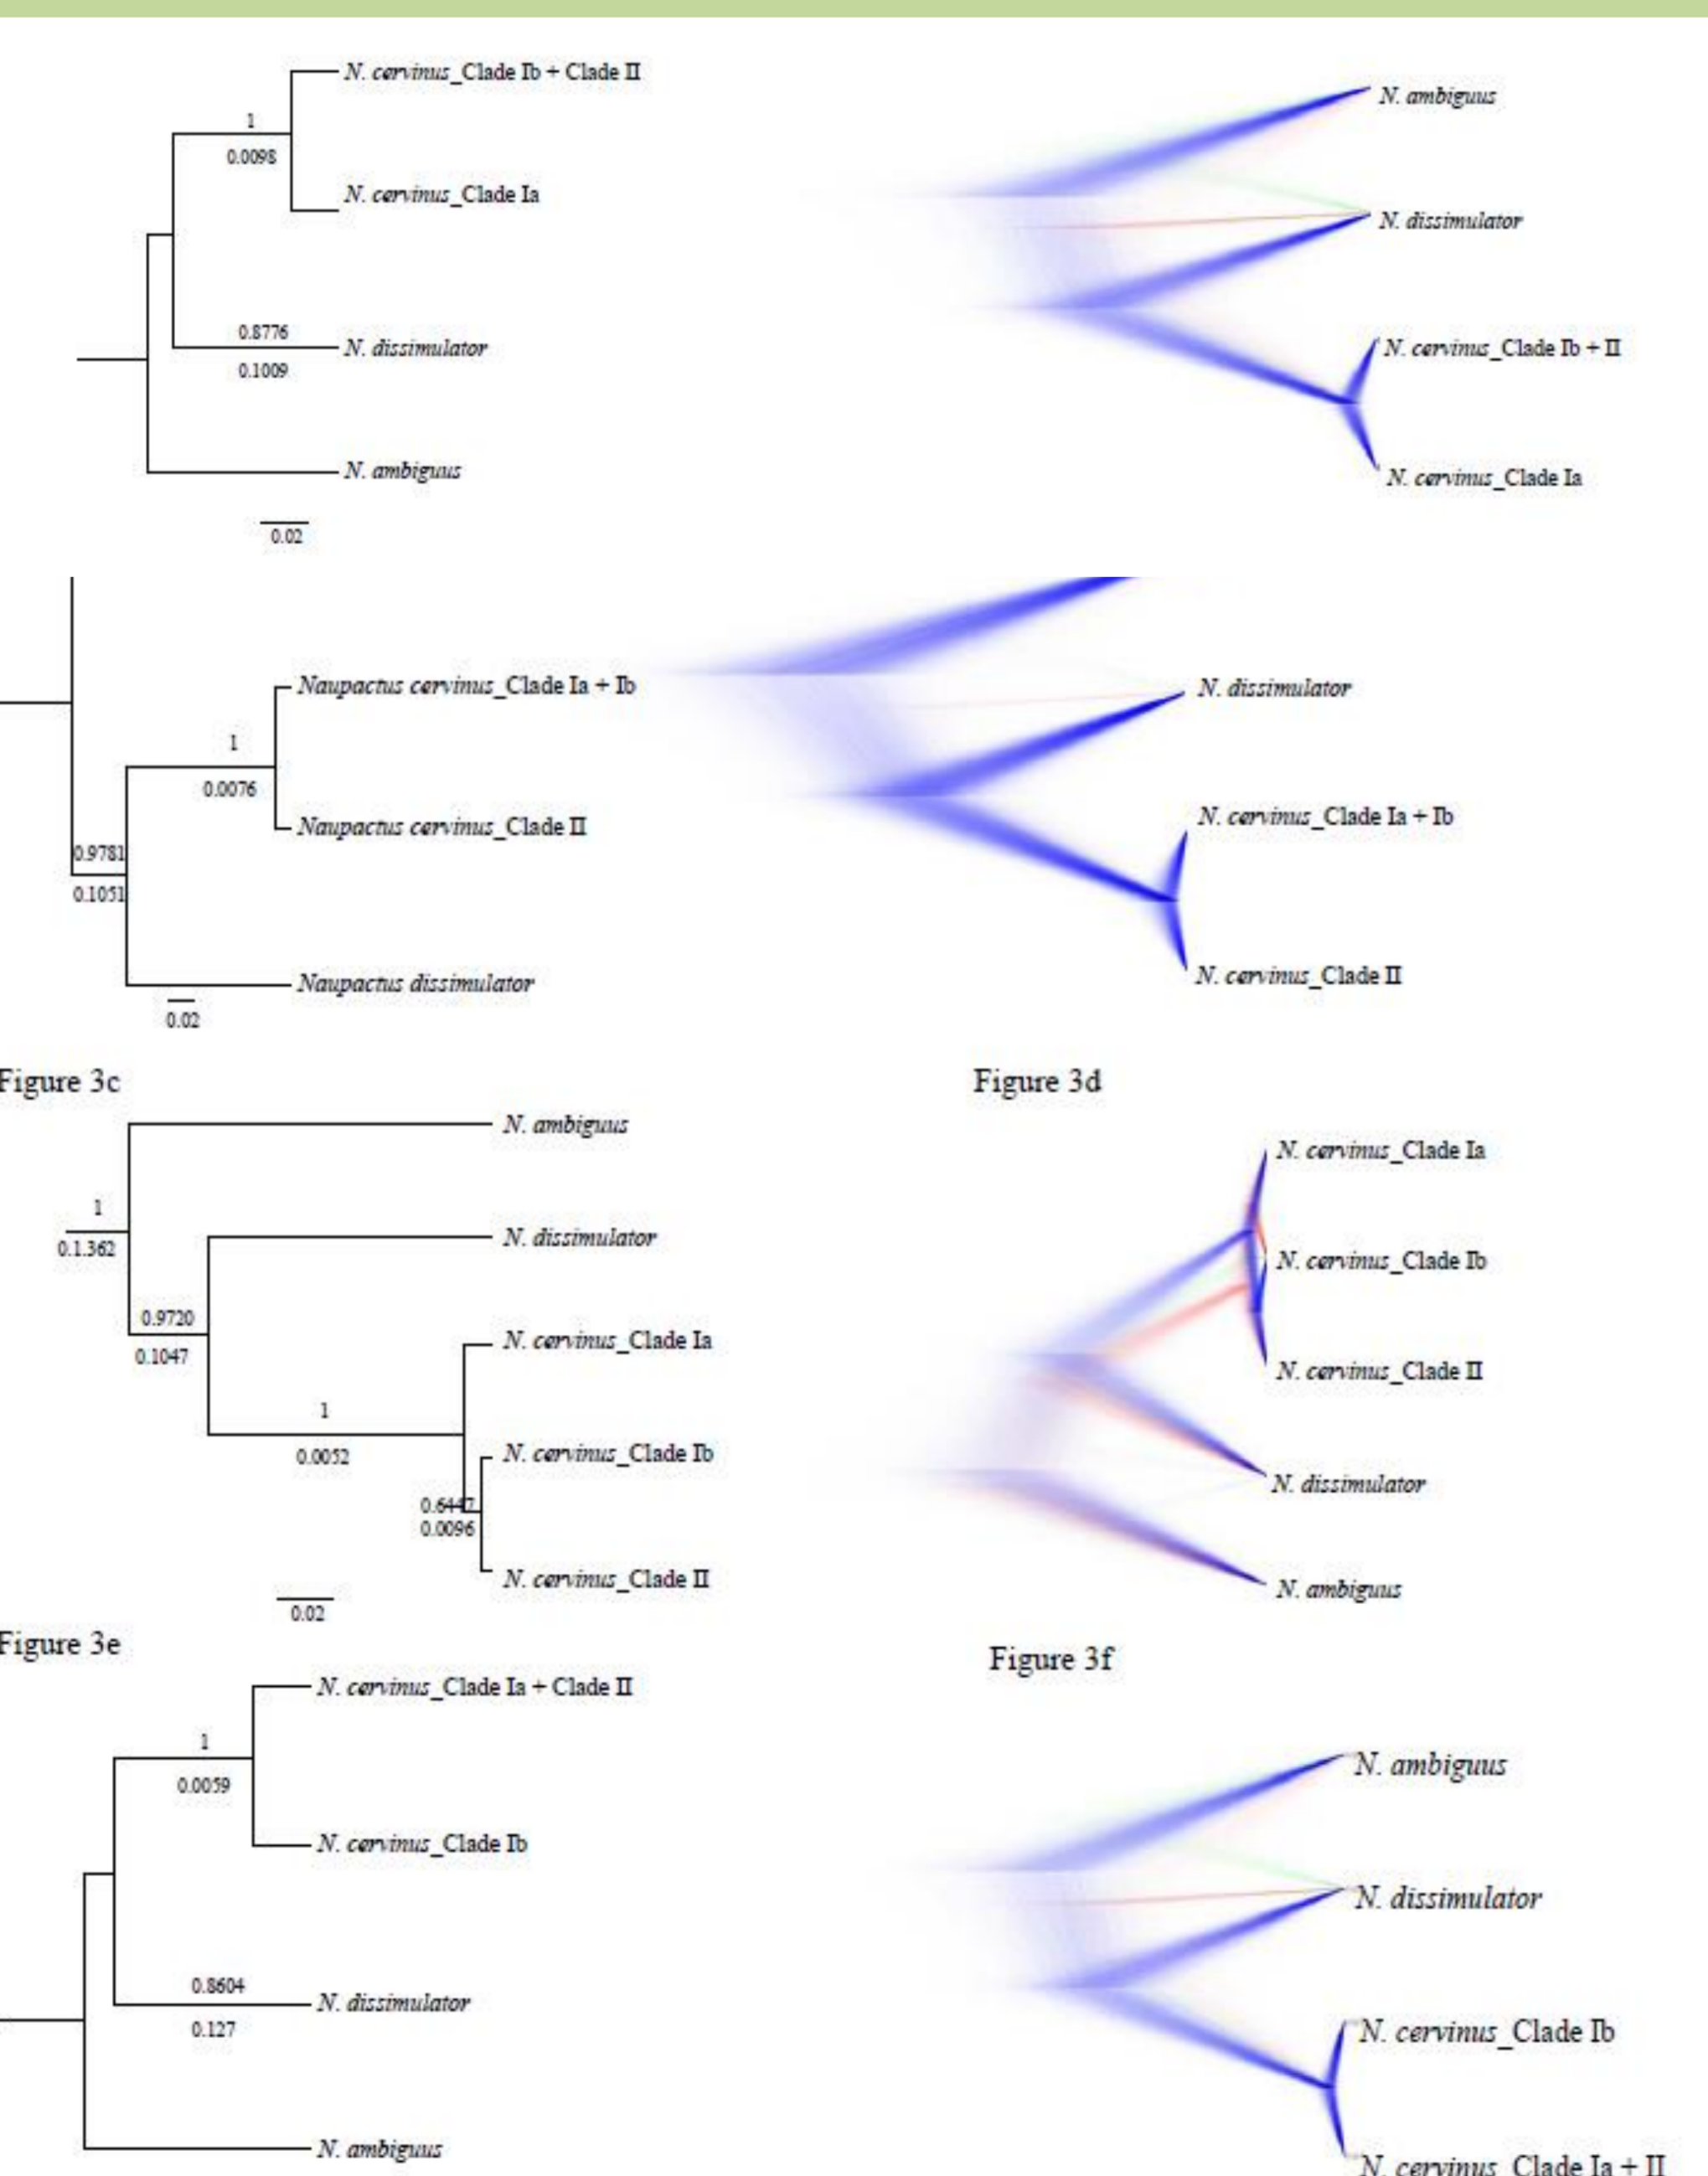 N. cervinus_Clade Ib + Clade II
1
0.0098
N. cervinus_Clade Ia
0.8776
N. dissimulator
0.1009
N. ambiguus
0.02
N. ambiguus
N. dissimulator
N. cervinus_Clade Ib + II
N. cervinus_Clade Ia
Naupactus cervinus_Clade Ia + Ib
1
0.0076
Naupactus cervinus_Clade II
0.9781
0.1051
Naupactus dissimulator
0.02
N. dissimulator
N. cervinus_Clade Ia + Ib
N. cervinus_Clade II
Figure 3c
Figure 3d
N. ambiguus
1
0.1.362
N. dissimulator
0.9720
0.1047
N. cervinus_Clade Ia
1
0.0052
N. cervinus_Clade Ib
0.6447
0.0096
N. cervinus_Clade II
0.02
N. cervinus_Clade Ia
N. cervinus_Clade Ib
N. cervinus_Clade II
N. dissimulator
N. ambiguus
Figure 3e
Figure 3f
N. cervinus_Clade Ia + Clade II
1
0.0059
N. cervinus_Clade Ib
0.8604
N. dissimulator
0.127
N. ambiguus
N. ambiguus
N. dissimulator
N. cervinus_Clade Ib
N. cervinus_Clade Ia + II